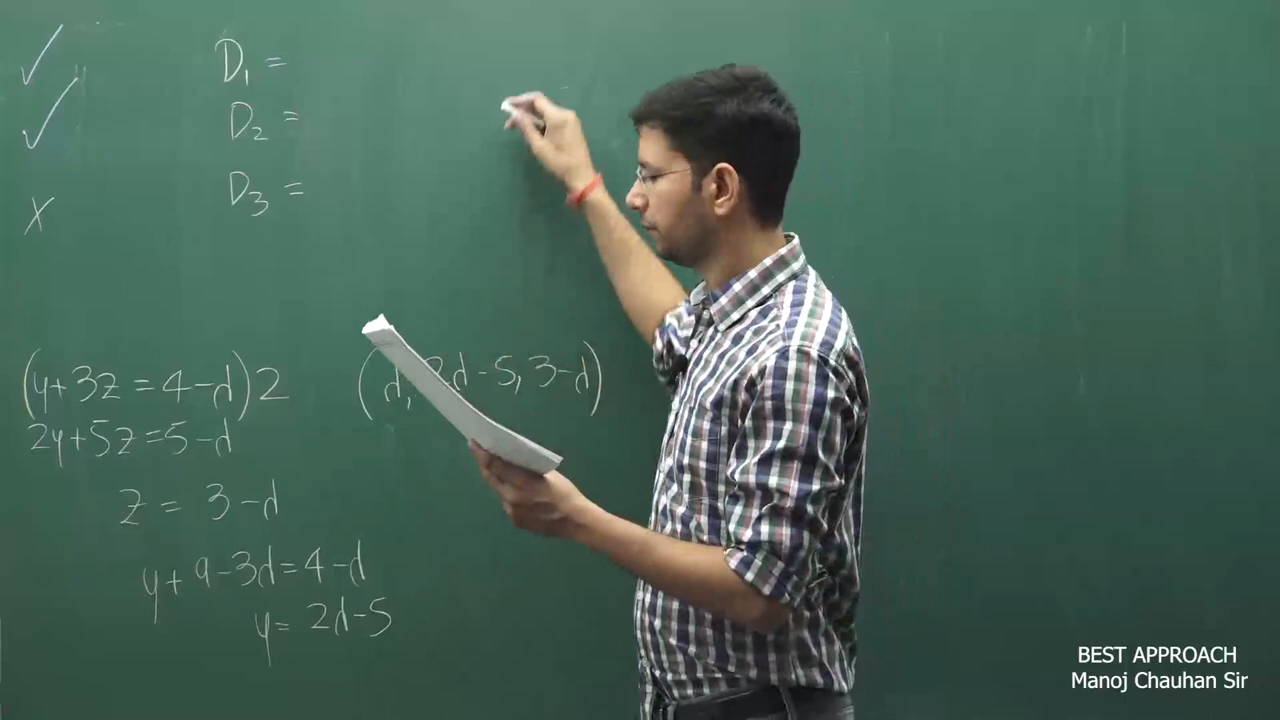 ✓ D₁ =
✓ D₂ =
X D₃ =
(y+3z = 4-d)2
2y+5z = 5-d
z = 3-d
y+9-3d = 4-d
y = 2d-5
(d, 2d-5, 3-d)
BEST APPROACH
Manoj Chauhan Sir